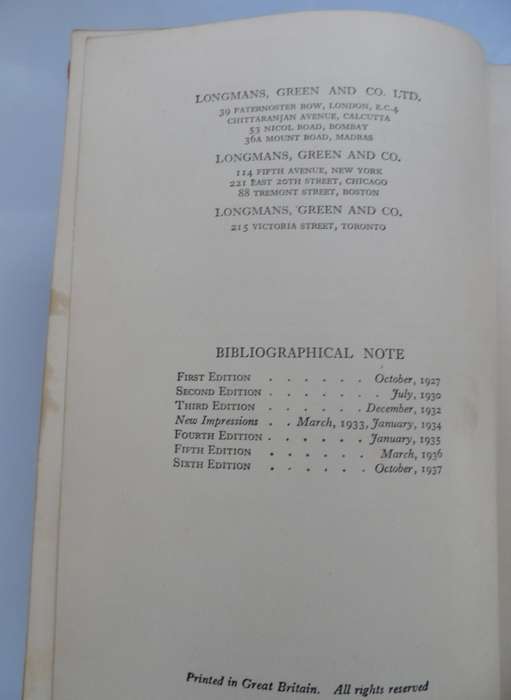 LONGMANS, GREEN AND CO. LTD.
39 PATERNOSTER ROW, LONDON, E.C.4
CHITTARANJAN AVENUE, CALCUTTA
53 NICOL ROAD, BOMBAY
36A MOUNT ROAD, MADRAS
LONGMANS, GREEN AND CO.
114 FIFTH AVENUE, NEW YORK
221 EAST 20TH STREET, CHICAGO
88 TREMONT STREET, BOSTON
LONGMANS, GREEN AND CO.
215 VICTORIA STREET, TORONTO
BIBLIOGRAPHICAL NOTE
FIRST EDITION . . . . . . October, 1927
SECOND EDITION . . . . . . . July, 1930
THIRD EDITION . . . . . . December, 1932
New Impressions . . March, 1933, January, 1934
FOURTH EDITION . . . . . . January, 1935
FIFTH EDITION . . . . . . March, 1936
SIXTH EDITION . . . . . . October, 1937
Printed in Great Britain. All rights reserved